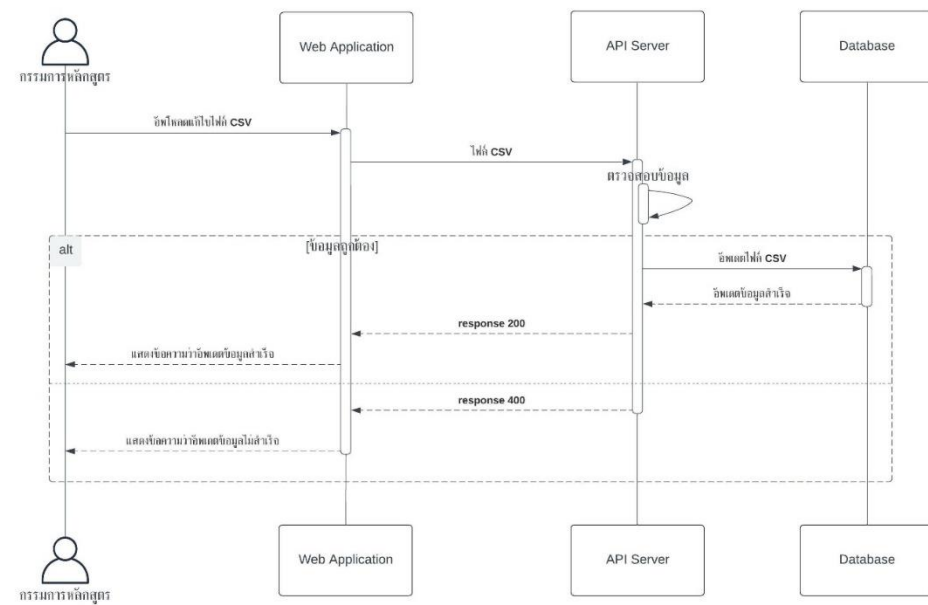 กรรมการหลักสูตร
Web Application
API Server
Database
อัพโหลดแก้ไขไฟล์ CSV
ไฟล์ CSV
ตรวจสอบข้อมูล
alt
[ข้อมูลถูกต้อง]
อัพเดตไฟล์ CSV
อัพเดตข้อมูลสำเร็จ
response 200
แสดงข้อความว่าอัพเดตข้อมูลสำเร็จ
response 400
แสดงข้อความว่าอัพเดตข้อมูลไม่สำเร็จ
กรรมการหลักสูตร
Web Application
API Server
Database